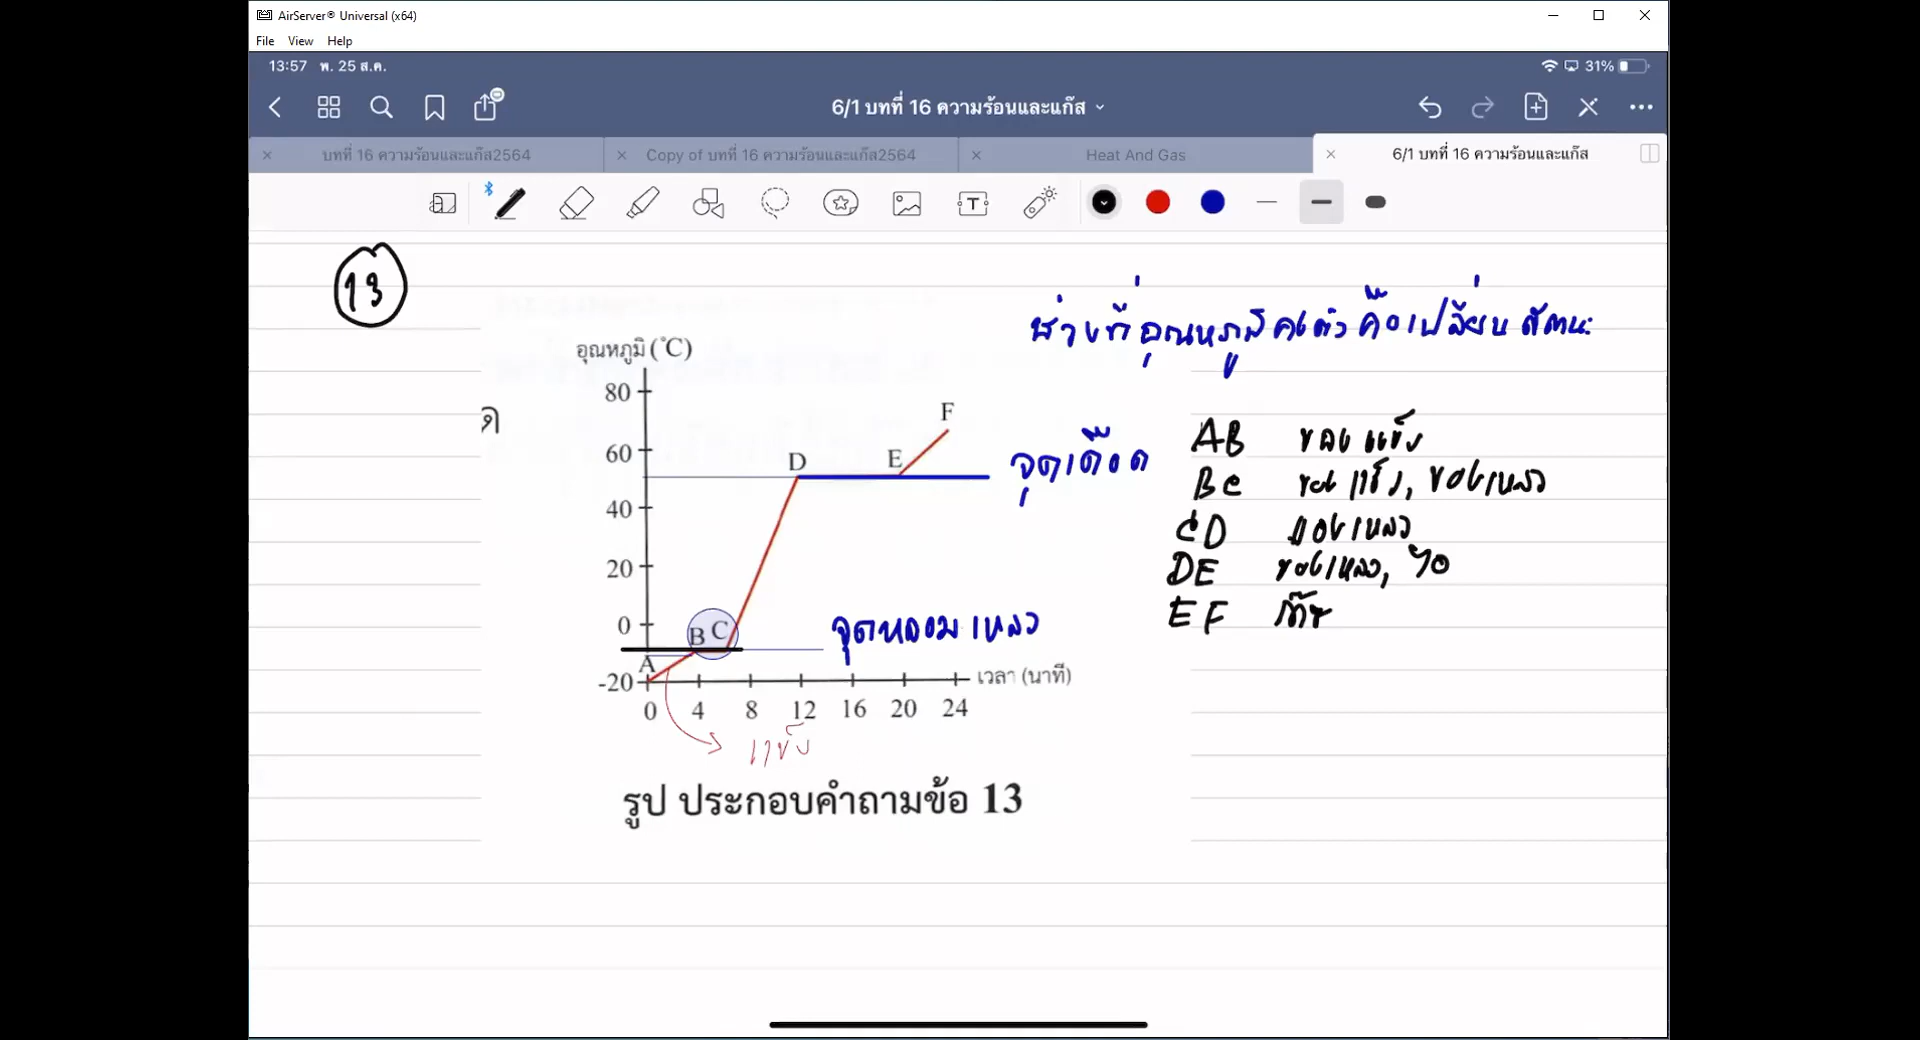 AirServer® Universal (x64)
File View Help
13:57 พ. 25 ส.ค.
31%
6/1 บทที่ 16 ความร้อนและแก๊ส
บทที่ 16 ความร้อนและแก๊ส2564
Copy of บทที่ 16 ความร้อนและแก๊ส2564
Heat And Gas
6/1 บทที่ 16 ความร้อนและแก๊ส
13
ช่วงที่อุณหภูมิคงตัว คือเปลี่ยนสถานะ
อุณหภูมิ (°C)
80
60
40
20
0
-20
ด
A
B C
D
E
F
จุดเดือด
จุดหลอมเหลว
AB ของแข็ง
BC ของแข็ง, ของเหลว
CD ของเหลว
DE ของเหลว, ไอ
EF ก๊าซ
0 4 8 12 16 20 24
เวลา (นาที)
แข็ง
รูป ประกอบคำถามข้อ 13